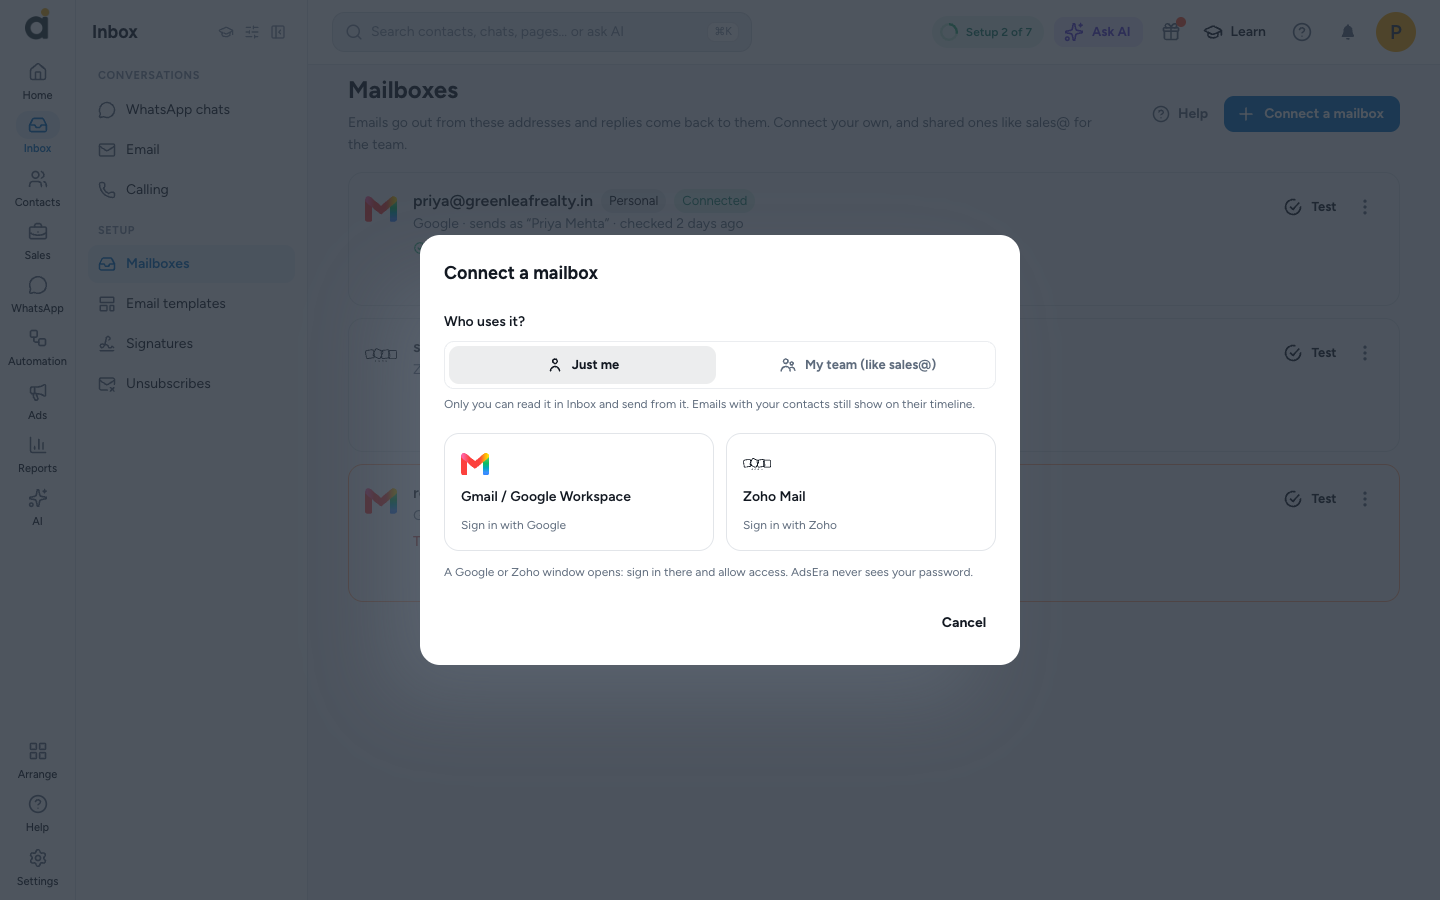 Inbox
Search contacts, chats, pages... or ask AI
⌘K
Setup 2 of 7
Ask AI
Learn
P
Home
Inbox
Contacts
Sales
WhatsApp
Automation
Ads
Reports
AI
Arrange
Help
Settings
CONVERSATIONS
WhatsApp chats
Email
Calling
SETUP
Mailboxes
Email templates
Signatures
Unsubscribes
Mailboxes
Emails go out from these addresses and replies come back to them. Connect your own, and shared ones like sales@ for
the team.
Help
Connect a mailbox
priya@greenleafrealty.in Personal Connected
Google · sends as "Priya Mehta" · checked 2 days ago
Test
Test
Test
Connect a mailbox
Who uses it?
Just me
My team (like sales@)
Only you can read it in Inbox and send from it. Emails with your contacts still show on their timeline.
Gmail / Google Workspace
Sign in with Google
Zoho Mail
Sign in with Zoho
A Google or Zoho window opens: sign in there and allow access. AdsEra never sees your password.
Cancel